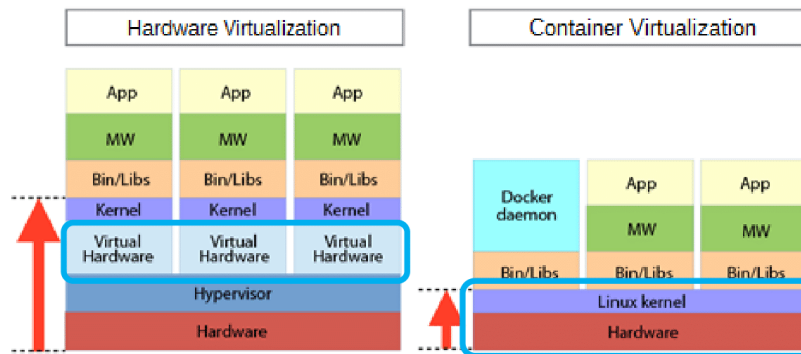 Hardware Virtualization
Container Virtualization
App App App
MW MW MW
Bin/Libs Bin/Libs Bin/Libs
Kernel Kernel Kernel
Virtual Virtual Virtual
Hardware Hardware Hardware
Hypervisor
Hardware
Docker
daemon
App App
MW MW
Bin/Libs Bin/Libs Bin/Libs
Linux kernel
Hardware